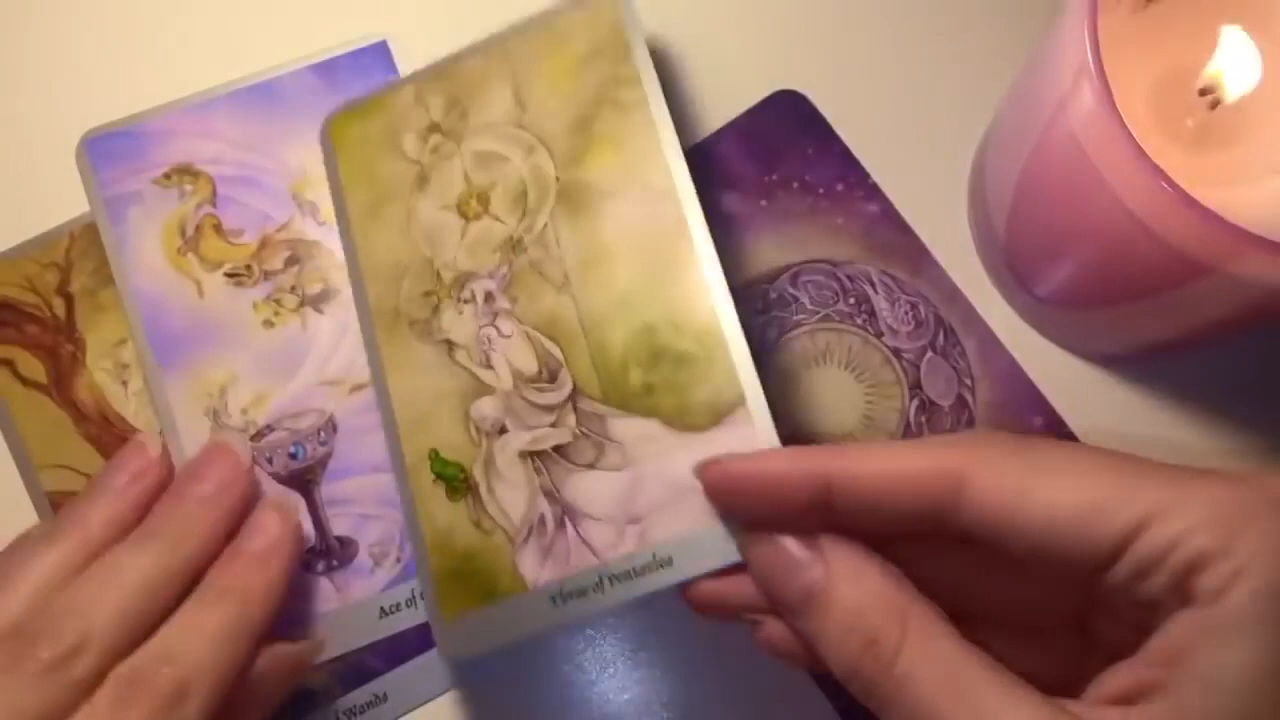 Ace of
Three of Pentacles
Wands